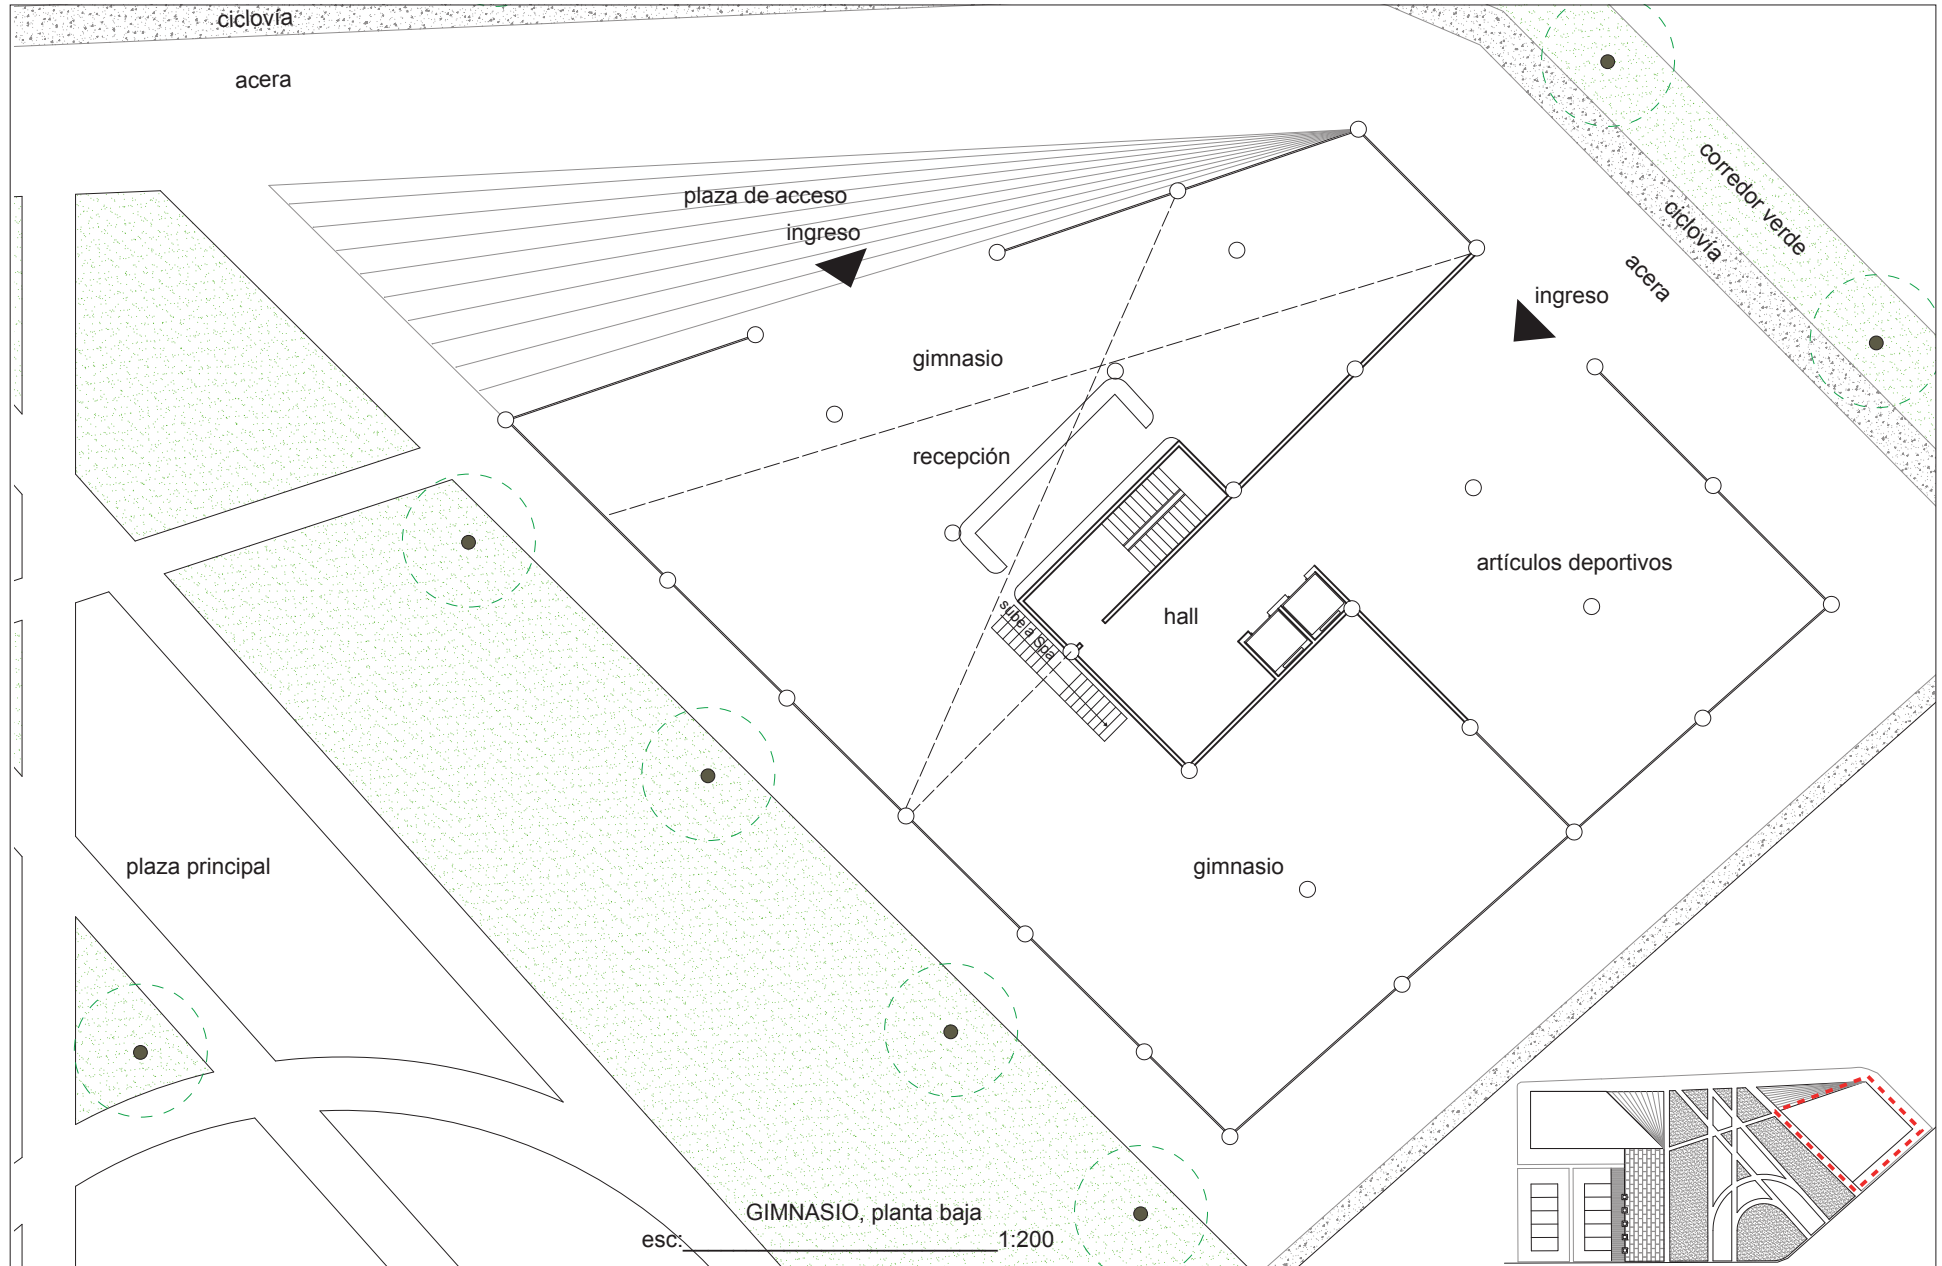 ciclovía
acera
plaza de acceso
ingreso
corredor verde
ciclovía
acera
ingreso
gimnasio
recepción
artículos deportivos
sube a Spa
hall
plaza principal
gimnasio
GIMNASIO, planta baja
esc: 1:200